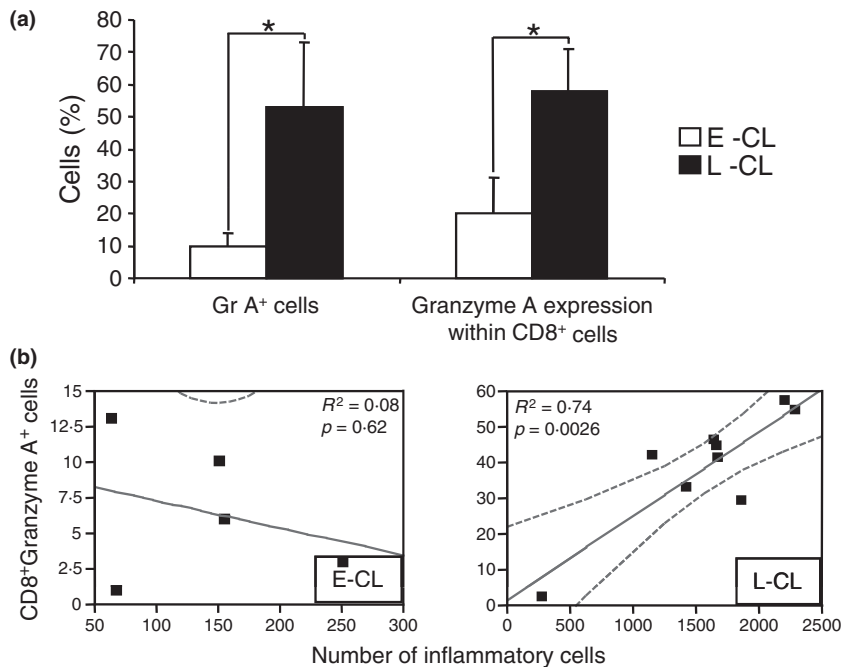 (a)
80
70
60
50
40
30
20
10
0
Cells (%)
*
*
E -CL
L -CL
Gr A⁺ cells
Granzyme A expression
within CD8⁺ cells
(b)
CD8⁺Granzyme A⁺ cells
15
12·5
10
7·5
5
2·5
0
R² = 0·08
p = 0·62
E-CL
50 100 150 200 250 300
60
50
40
30
20
10
0
R² = 0·74
p = 0·0026
L-CL
0 500 1000 1500 2000 2500
Number of inflammatory cells